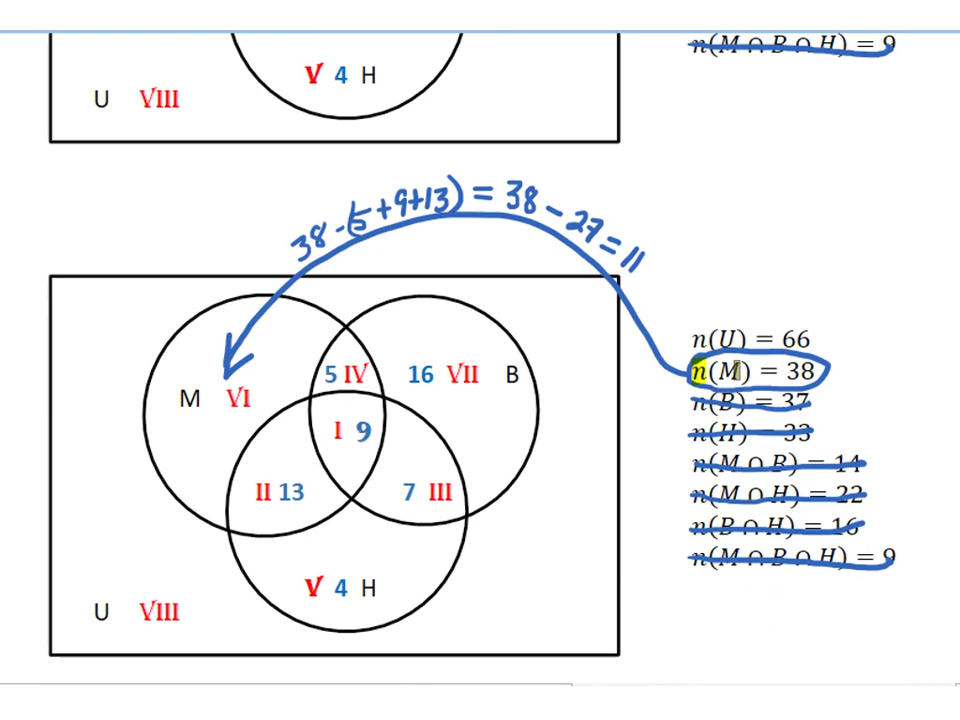 n(M ∩ B ∩ H) = 9
V 4 H
U VIII
38-(5+9+13) = 38-27=11
n(U) = 66
n(M) = 38
n(B) = 37
n(H) = 33
n(M ∩ B) = 14
n(M ∩ H) = 22
n(B ∩ H) = 16
n(M ∩ B ∩ H) = 9
5 IV 16 VII B
M VI
I 9
II 13 7 III
V 4 H
U VIII